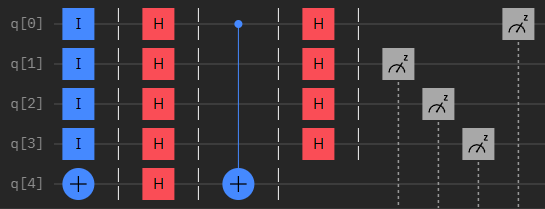 q[0] I H H z
q[1] I H H z
q[2] I H H z
q[3] I H H z
q[4] H